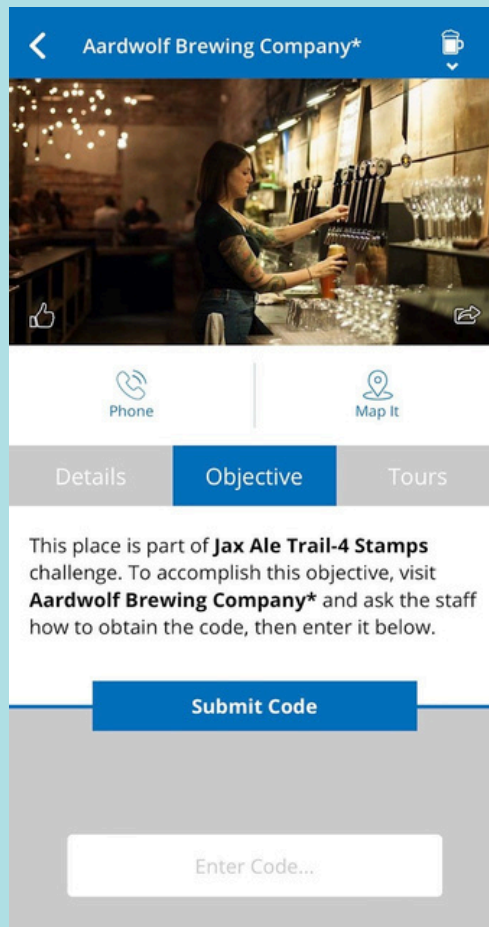 Aardwolf Brewing Company*
Phone
Map It
Details
Objective
Tours
This place is part of Jax Ale Trail-4 Stamps
challenge. To accomplish this objective, visit
Aardwolf Brewing Company* and ask the staff
how to obtain the code, then enter it below.
Submit Code
Enter Code...